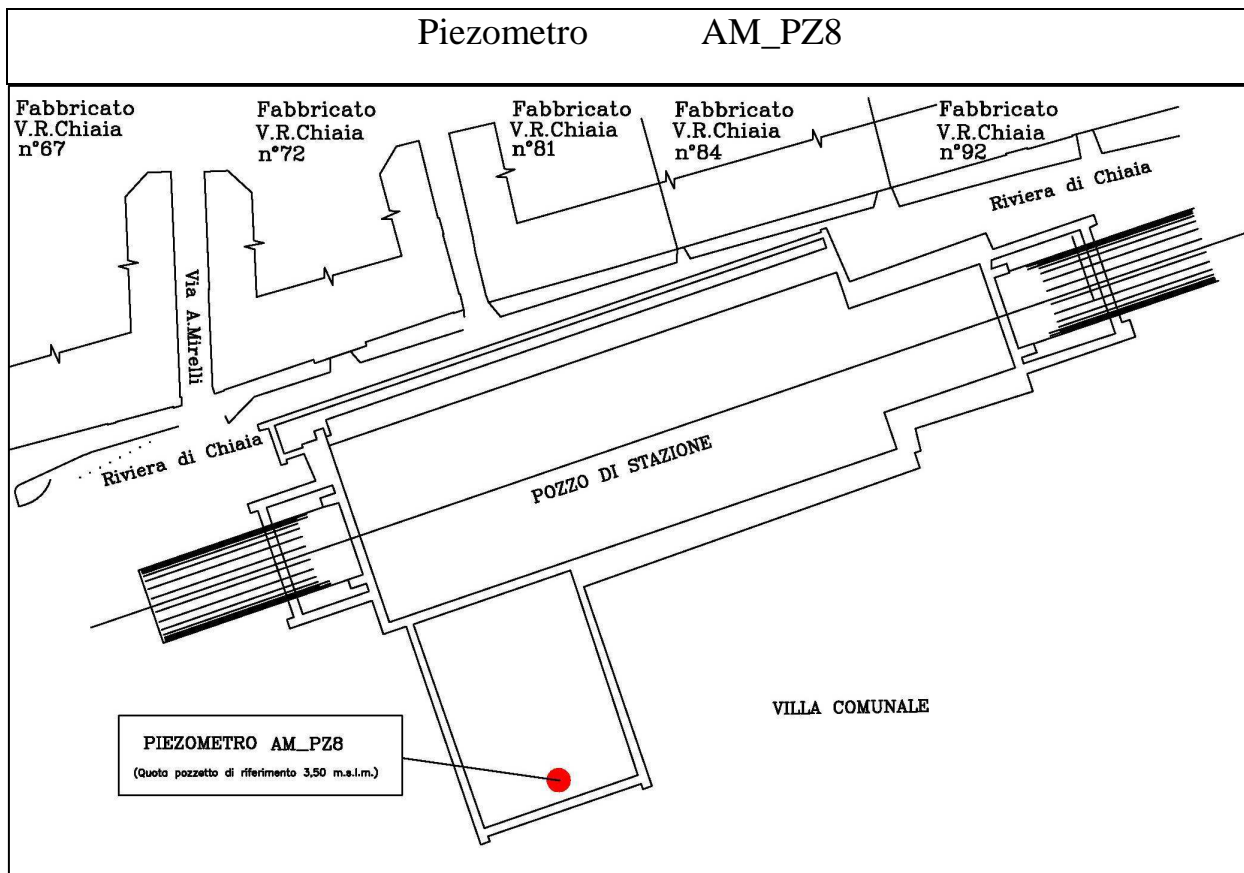 Piezometro AM_PZ8
Fabbricato
V.R.Chiaia
n°67
Fabbricato
V.R.Chiaia
n°72
Fabbricato
V.R.Chiaia
n°81
Fabbricato
V.R.Chiaia
n°84
Fabbricato
V.R.Chiaia
n°92
Riviera di Chiaia
Via A.Mirelli
Riviera di Chiaia
POZZO DI STAZIONE
VILLA COMUNALE
PIEZOMETRO AM_PZ8
(Quota pozzetto di riferimento 3,50 m.s.l.m.)